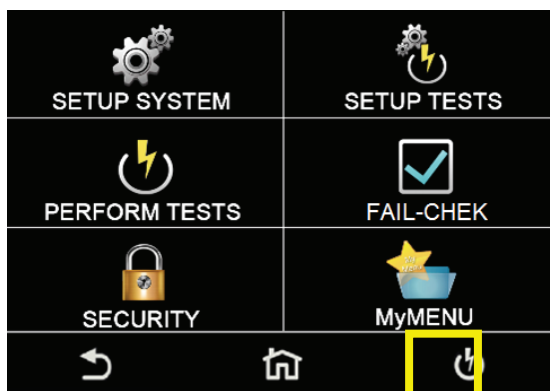 SETUP SYSTEM
SETUP TESTS
PERFORM TESTS
FAIL-CHEK
SECURITY
MyMENU